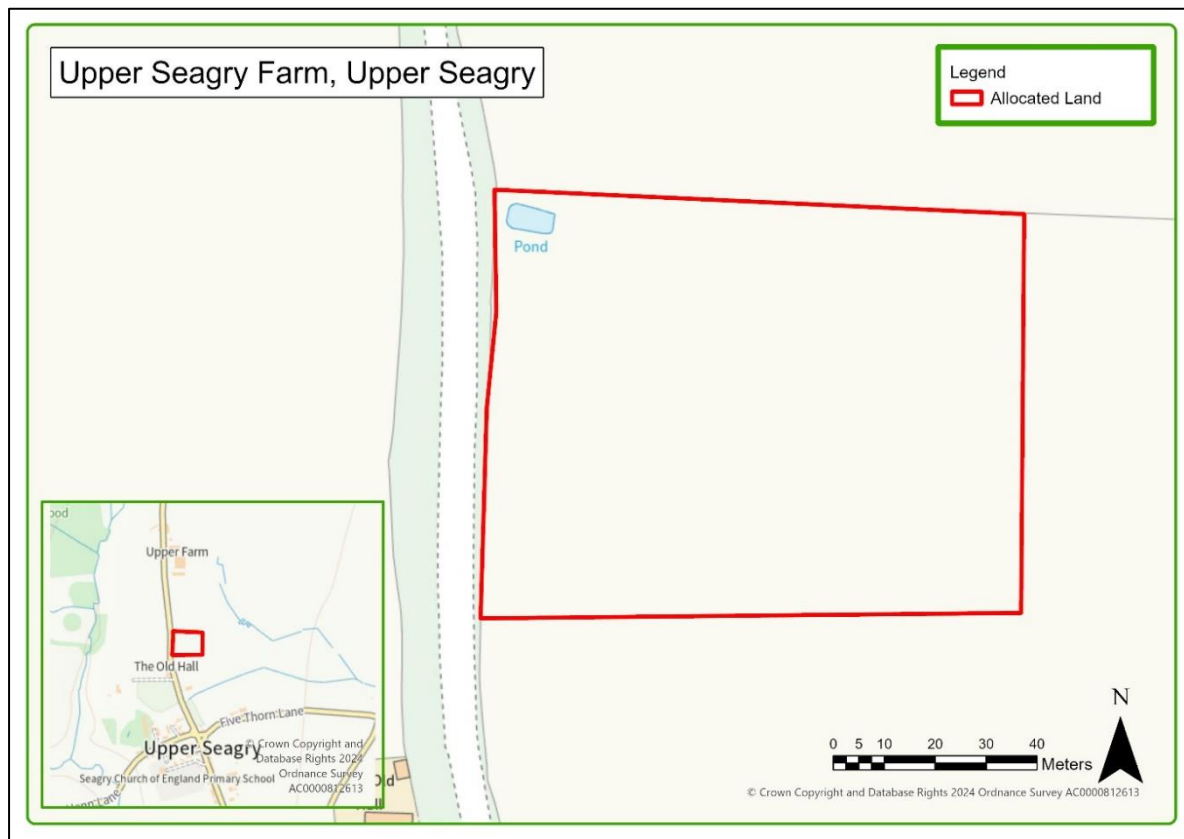 Upper Seagry Farm, Upper Seagry
Legend
Allocated Land
Pond
Upper Farm
The Old Hall
Five Thorn Lane
Upper Seagry
Seagry Church of England Primary School
© Crown Copyright and
Database Rights 2024
Ordnance Survey
AC0000812613
Lane
N
0 5 10 20 30 40
Meters
© Crown Copyright and Database Rights 2024 Ordnance Survey AC0000812613